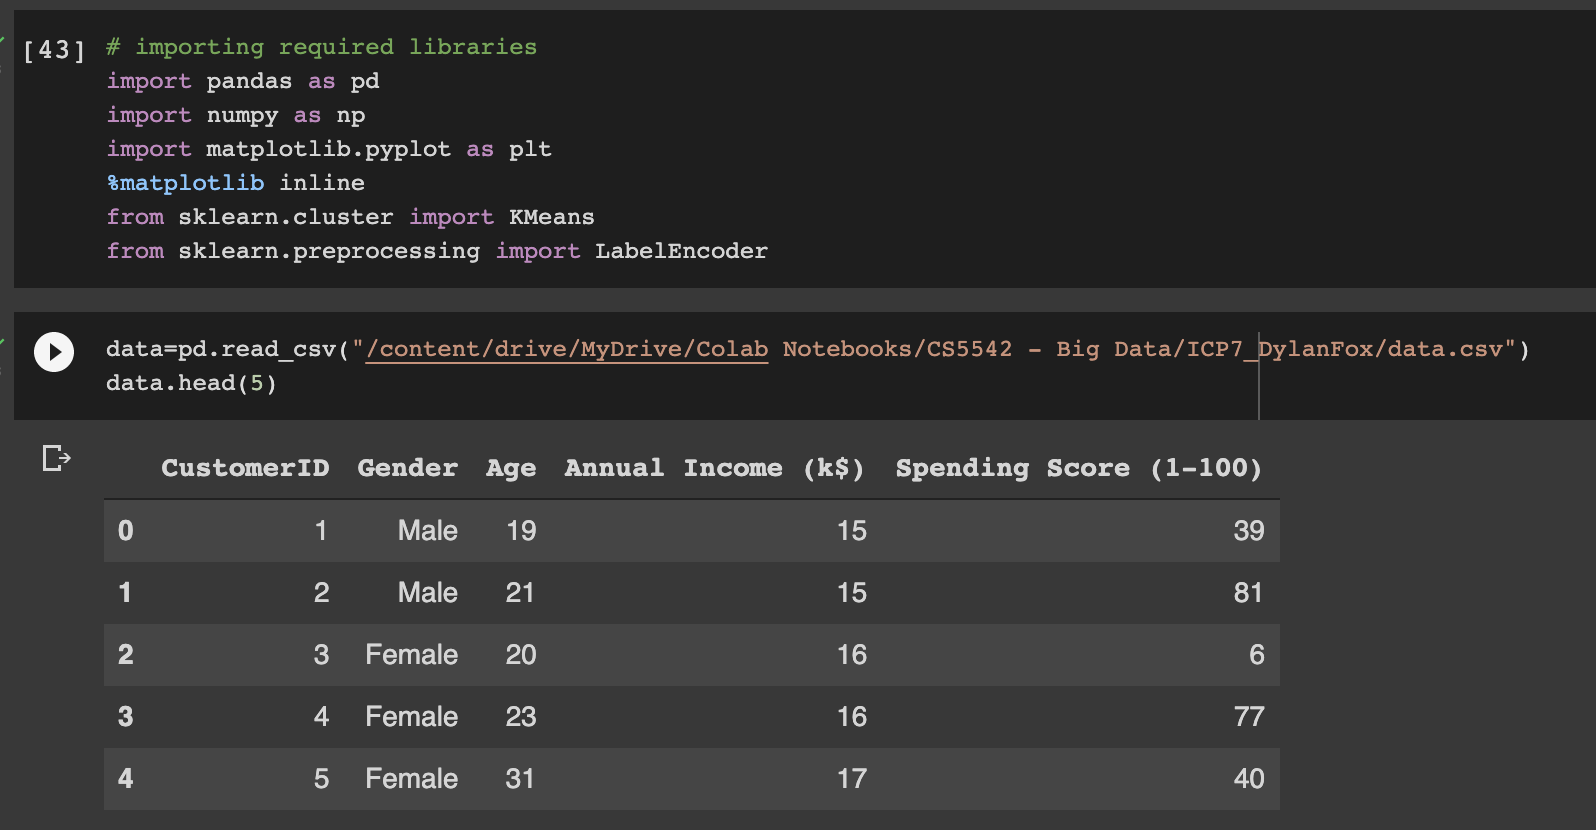 [43] # importing required libraries
import pandas as pd
import numpy as np
import matplotlib.pyplot as plt
%matplotlib inline
from sklearn.cluster import KMeans
from sklearn.preprocessing import LabelEncoder
data=pd.read_csv("/content/drive/MyDrive/Colab Notebooks/CS5542 - Big Data/ICP7_DylanFox/data.csv")
data.head(5)
CustomerID Gender Age Annual Income (k$) Spending Score (1-100)
0 1 Male 19 15 39
1 2 Male 21 15 81
2 3 Female 20 16 6
3 4 Female 23 16 77
4 5 Female 31 17 40